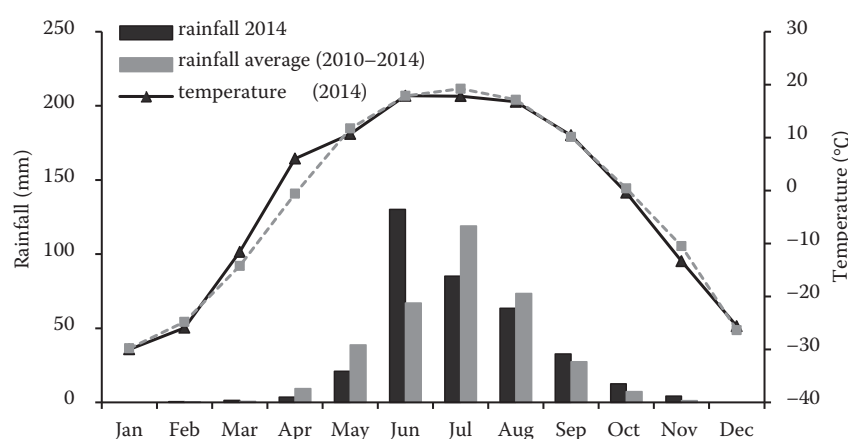 250
200
150
100
50
0
Rainfall (mm)
rainfall 2014
rainfall average (2010–2014)
temperature (2014)
30
20
10
0
–10
–20
–30
–40
Temperature (°C)
Jan Feb Mar Apr May Jun Jul Aug Sep Oct Nov Dec